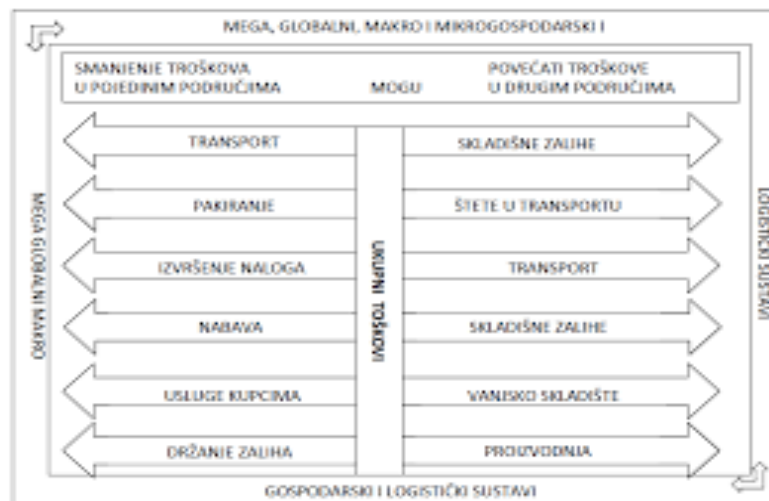 MEGA, GLOBALNI, MAKRO I MIKROGOSPODARSKI I
SMANJENJE TROŠKOVA
U POJEDINIM PODRUČJIMA
MOGU
POVEĆATI TROŠKOVE
U DRUGIM PODRUČJIMA
TRANSPORT
SKLADIŠNE ZALIHE
PAKIRANJE
ŠTETE U TRANSPORTU
IZVRŠENJE NALOGA
TRANSPORT
NABAVA
SKLADIŠNE ZALIHE
USLUGE KUPCIMA
VANJSKO SKLADIŠTE
DRŽANJE ZALIHA
PROIZVODNJA
UKUPNI TOŠKOVI
MEGA GLOBALNI MAKRO
LOGISTIČKI SUSTAVI
GOSPODARSKI I LOGISTIČKI SUSTAVI